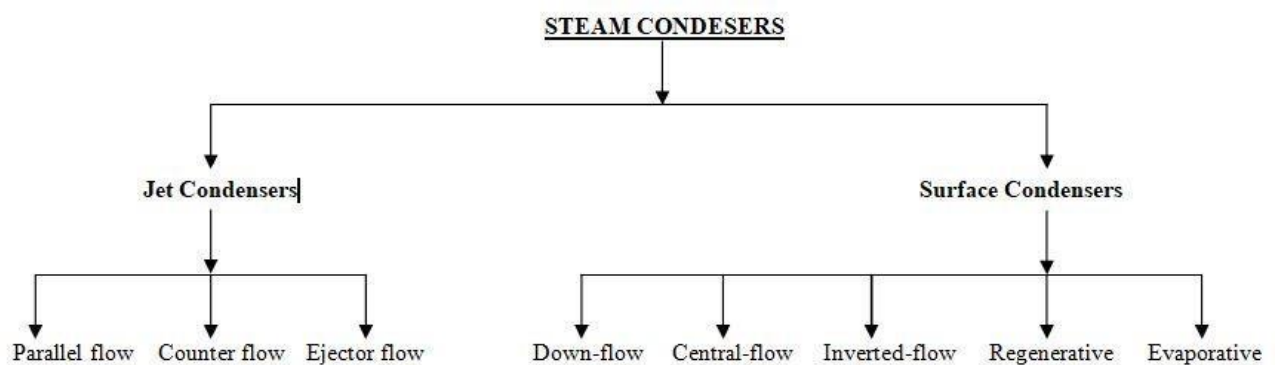 STEAM CONDESERS
Jet Condensers
Surface Condensers
Parallel flow
Counter flow
Ejector flow
Down-flow
Central-flow
Inverted-flow
Regenerative
Evaporative